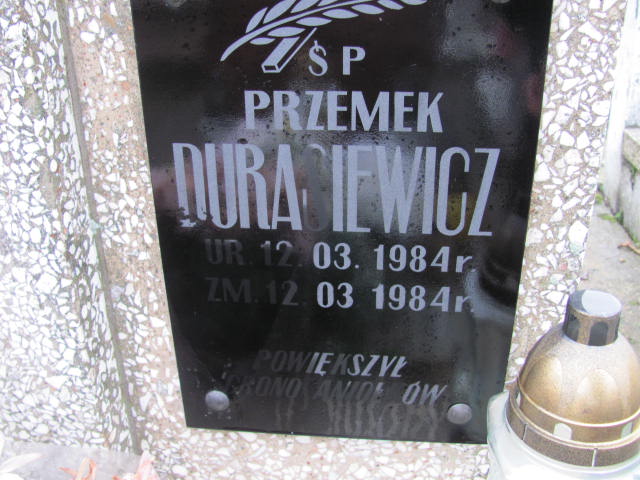 ŚP
PRZEMEK
DURASIEWICZ
UR. 12. 03. 1984r.
ZM. 12. 03 1984r.
POWIĘKSZYŁ
GRONO ANIOŁÓW